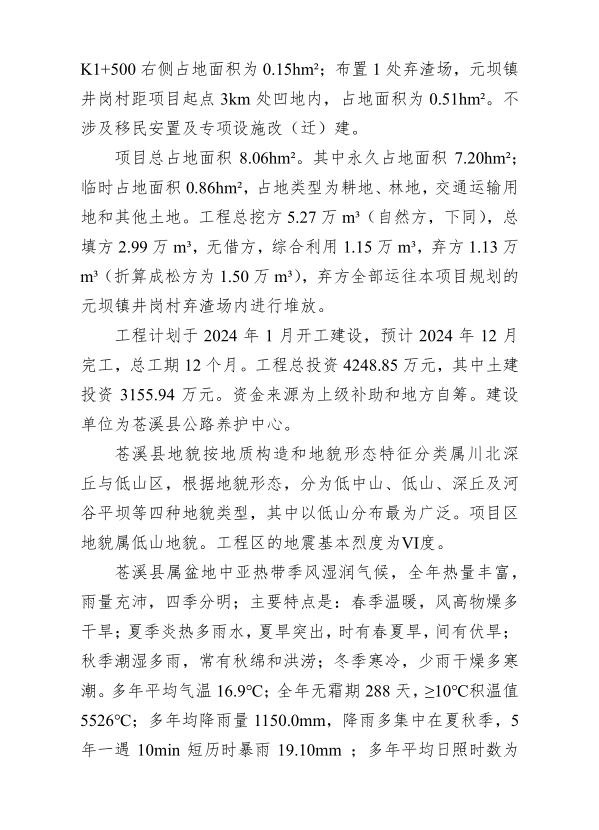 K1+500 右侧占地面积为 0.15hm²；布置 1 处弃渣场，元坝镇
井岗村距项目起点 3km 处凹地内，占地面积为 0.51hm²。不
涉及移民安置及专项设施改（迁）建。
项目总占地面积 8.06hm²。其中永久占地面积 7.20hm²；
临时占地面积 0.86hm²，占地类型为耕地、林地，交通运输用
地和其他土地。工程总挖方 5.27 万 m³（自然方，下同），总
填方 2.99 万 m³，无借方，综合利用 1.15 万 m³，弃方 1.13 万
m³（折算成松方为 1.50 万 m³），弃方全部运往本项目规划的
元坝镇井岗村弃渣场内进行堆放。
工程计划于 2024 年 1 月开工建设，预计 2024 年 12 月
完工，总工期 12 个月。工程总投资 4248.85 万元，其中土建
投资 3155.94 万元。资金来源为上级补助和地方自筹。建设
单位为苍溪县公路养护中心。
苍溪县地貌按地质构造和地貌形态特征分类属川北深
丘与低山区，根据地貌形态，分为低中山、低山、深丘及河
谷平坝等四种地貌类型，其中以低山分布最为广泛。项目区
地貌属低山地貌。工程区的地震基本烈度为Ⅵ度。
苍溪县属盆地中亚热带季风湿润气候，全年热量丰富，
雨量充沛，四季分明；主要特点是：春季温暖，风高物燥多
干旱；夏季炎热多雨水，夏旱突出，时有春夏旱，间有伏旱；
秋季潮湿多雨，常有秋绵和洪涝；冬季寒冷，少雨干燥多寒
潮。多年平均气温 16.9℃；全年无霜期 288 天，≥10℃积温值
5526℃；多年均降雨量 1150.0mm，降雨多集中在夏秋季，5
年一遇 10min 短历时暴雨 19.10mm ；多年平均日照时数为